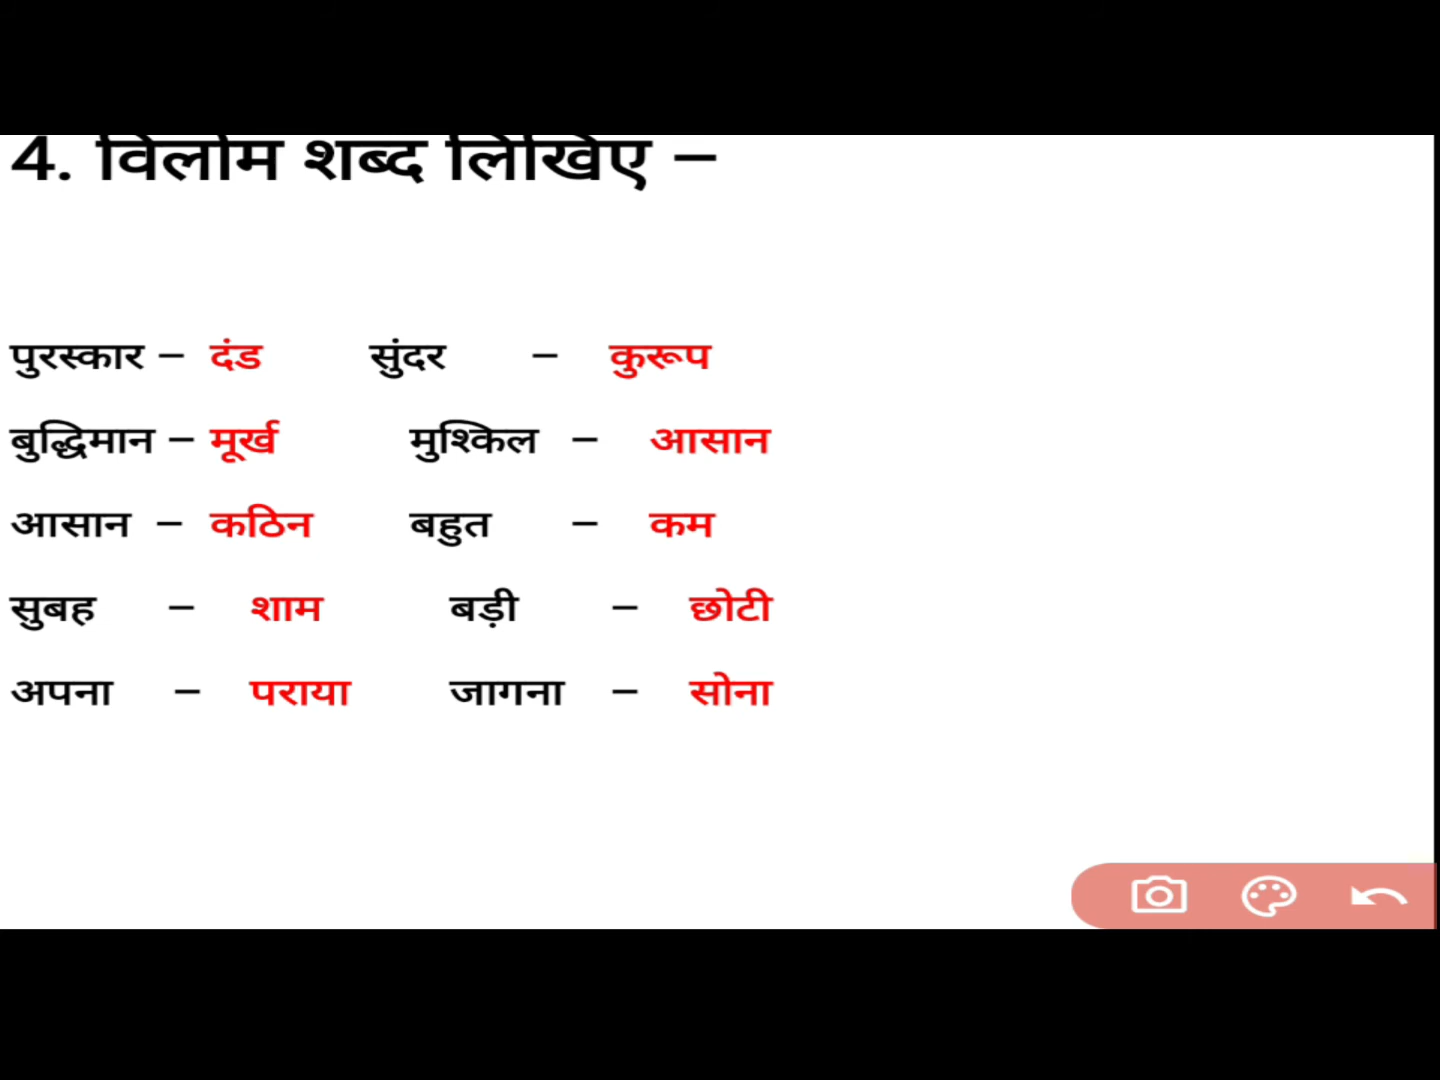 4. विलोम शब्द लिखिए –
पुरस्कार – दंड सुंदर – कुरूप
बुद्धिमान – मूर्ख मुश्किल – आसान
आसान – कठिन बहुत – कम
सुबह – शाम बड़ी – छोटी
अपना – पराया जागना – सोना